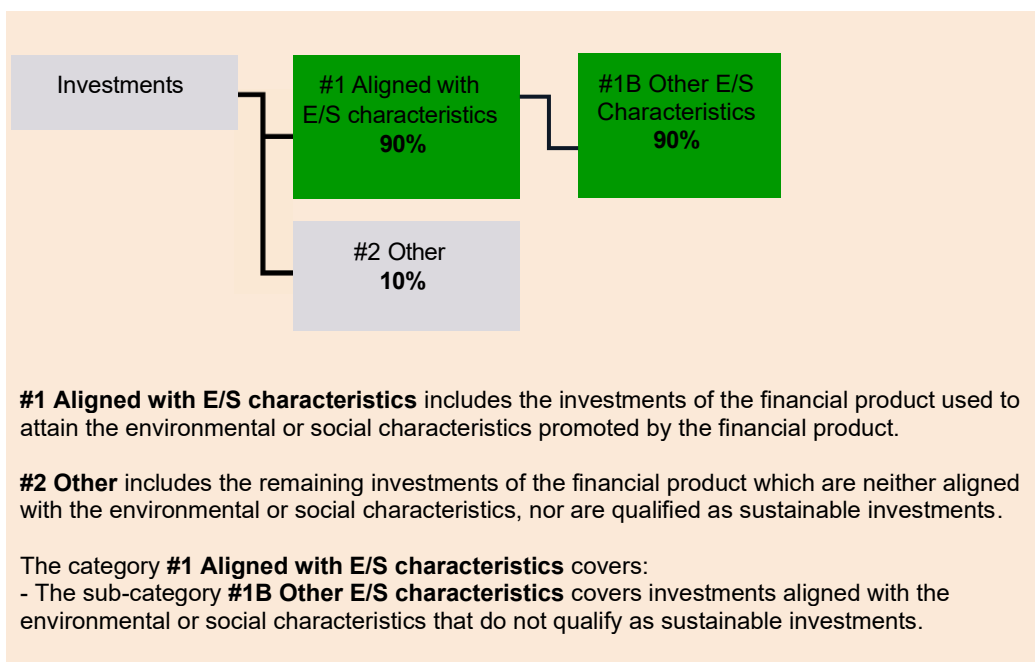 Investments
#1 Aligned with
E/S characteristics
90%
#1B Other E/S
Characteristics
90%
#2 Other
10%
#1 Aligned with E/S characteristics includes the investments of the financial product used to
attain the environmental or social characteristics promoted by the financial product.
#2 Other includes the remaining investments of the financial product which are neither aligned
with the environmental or social characteristics, nor are qualified as sustainable investments.
The category #1 Aligned with E/S characteristics covers:
- The sub-category #1B Other E/S characteristics covers investments aligned with the
environmental or social characteristics that do not qualify as sustainable investments.